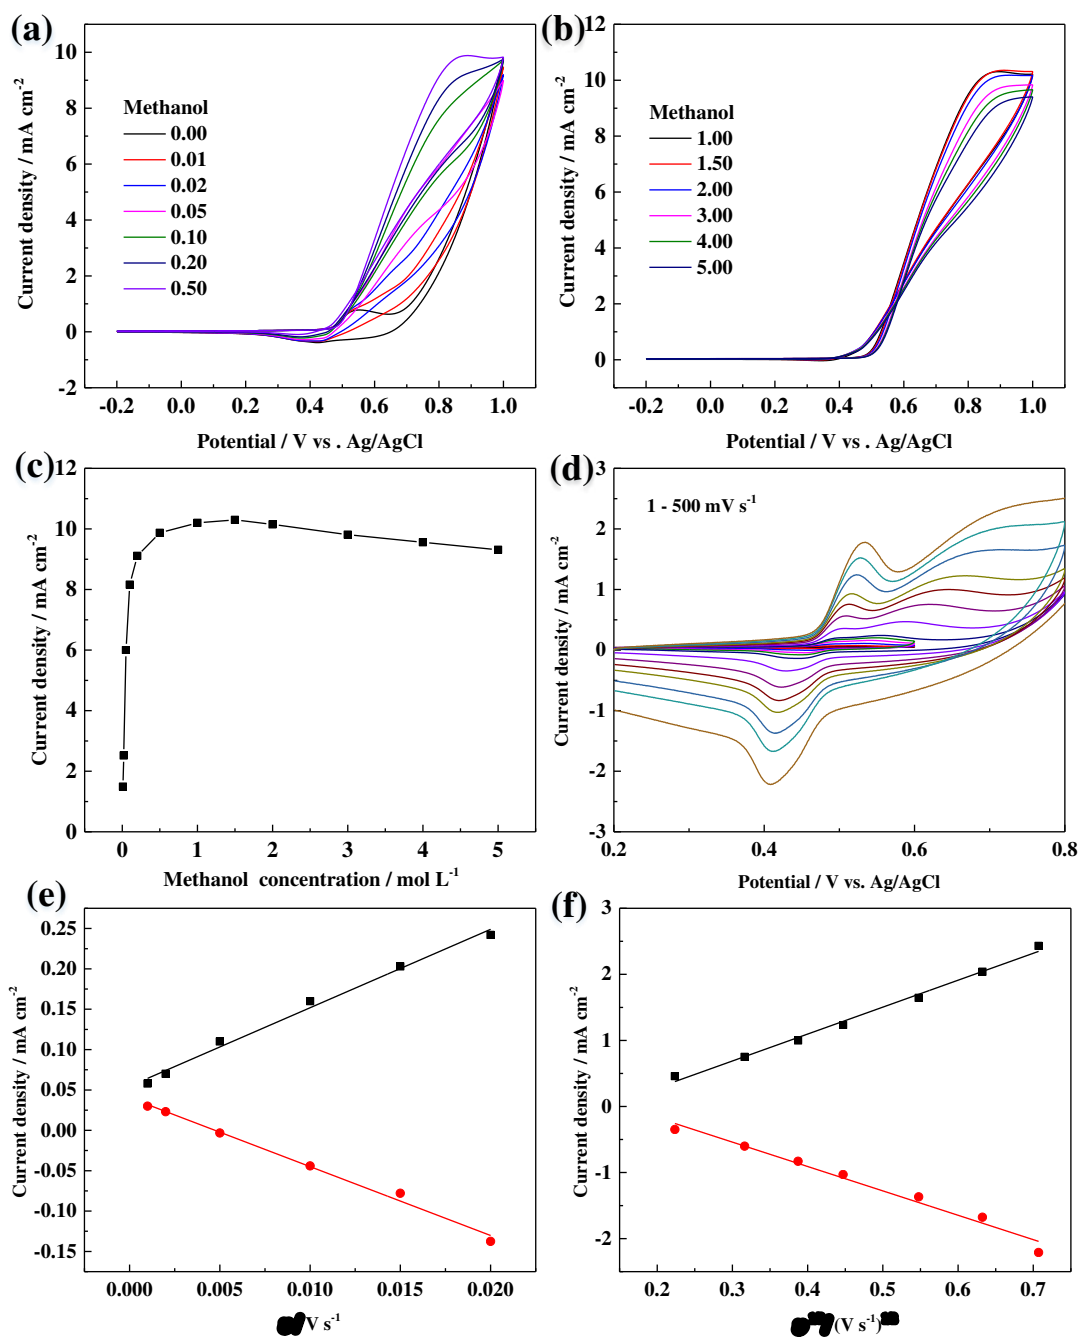 (a)
10
8
6
4
2
0
-2
Current density / mA cm-2
Methanol
0.00
0.01
0.02
0.05
0.10
0.20
0.50
-0.2 0.0 0.2 0.4 0.6 0.8 1.0
Potential / V vs . Ag/AgCl
(b)
12
10
8
6
4
2
0
Current density / mA cm-2
Methanol
1.00
1.50
2.00
3.00
4.00
5.00
-0.2 0.0 0.2 0.4 0.6 0.8 1.0
Potential / V vs . Ag/AgCl
(c)
12
10
8
6
4
2
0
Current density / mA cm-2
0 1 2 3 4 5
Methanol concentration / mol L-1
(d)
3
2
1
0
-1
-2
-3
Current density / mA cm-2
1 - 500 mV s-1
0.2 0.4 0.6 0.8
Potential / V vs. Ag/AgCl
(e)
0.25
0.20
0.15
0.10
0.05
0.00
-0.05
-0.10
-0.15
Current density / mA cm-2
0.000 0.005 0.010 0.015 0.020
V s-1
(f)
3
2
1
0
-1
-2
Current density / mA cm-2
0.2 0.3 0.4 0.5 0.6 0.7
(V s-1)